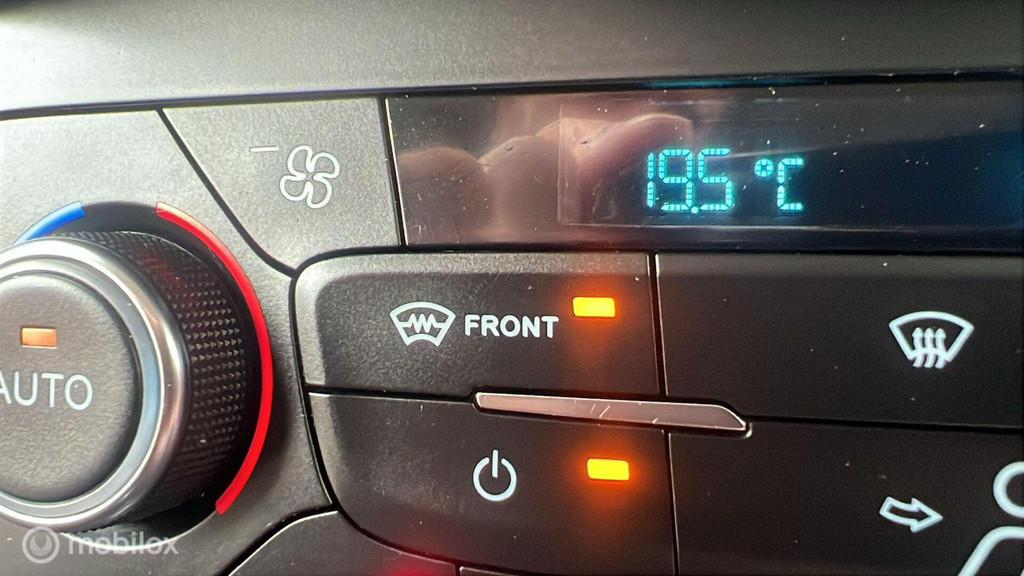 19.5 °C
FRONT
AUTO
mobilox